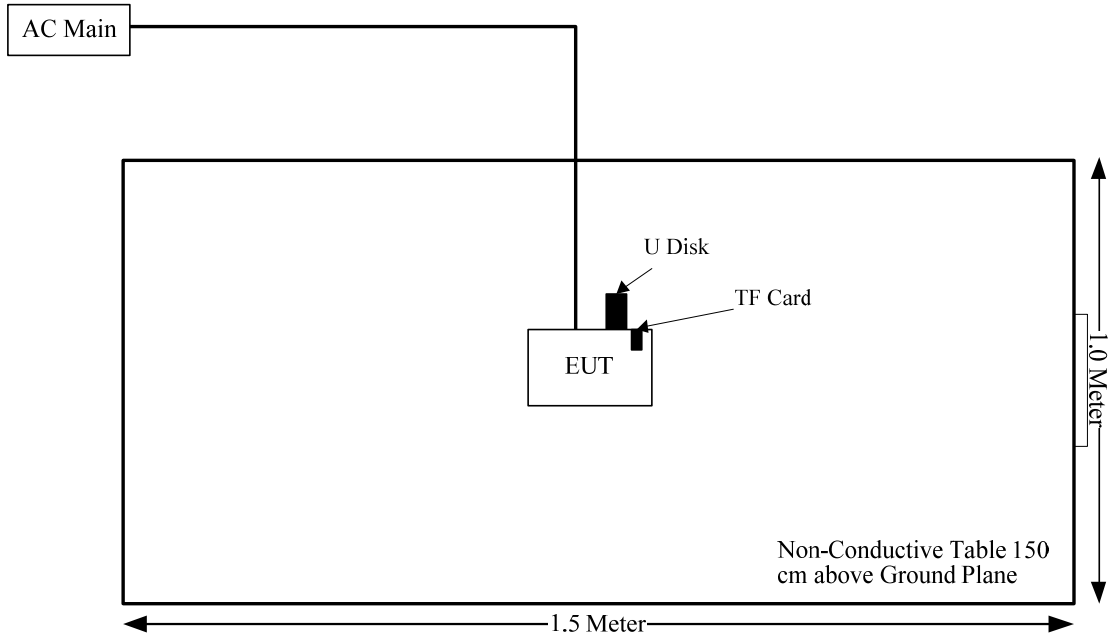 AC Main
U Disk
TF Card
EUT
1.0 Meter
Non-Conductive Table 150
cm above Ground Plane
1.5 Meter